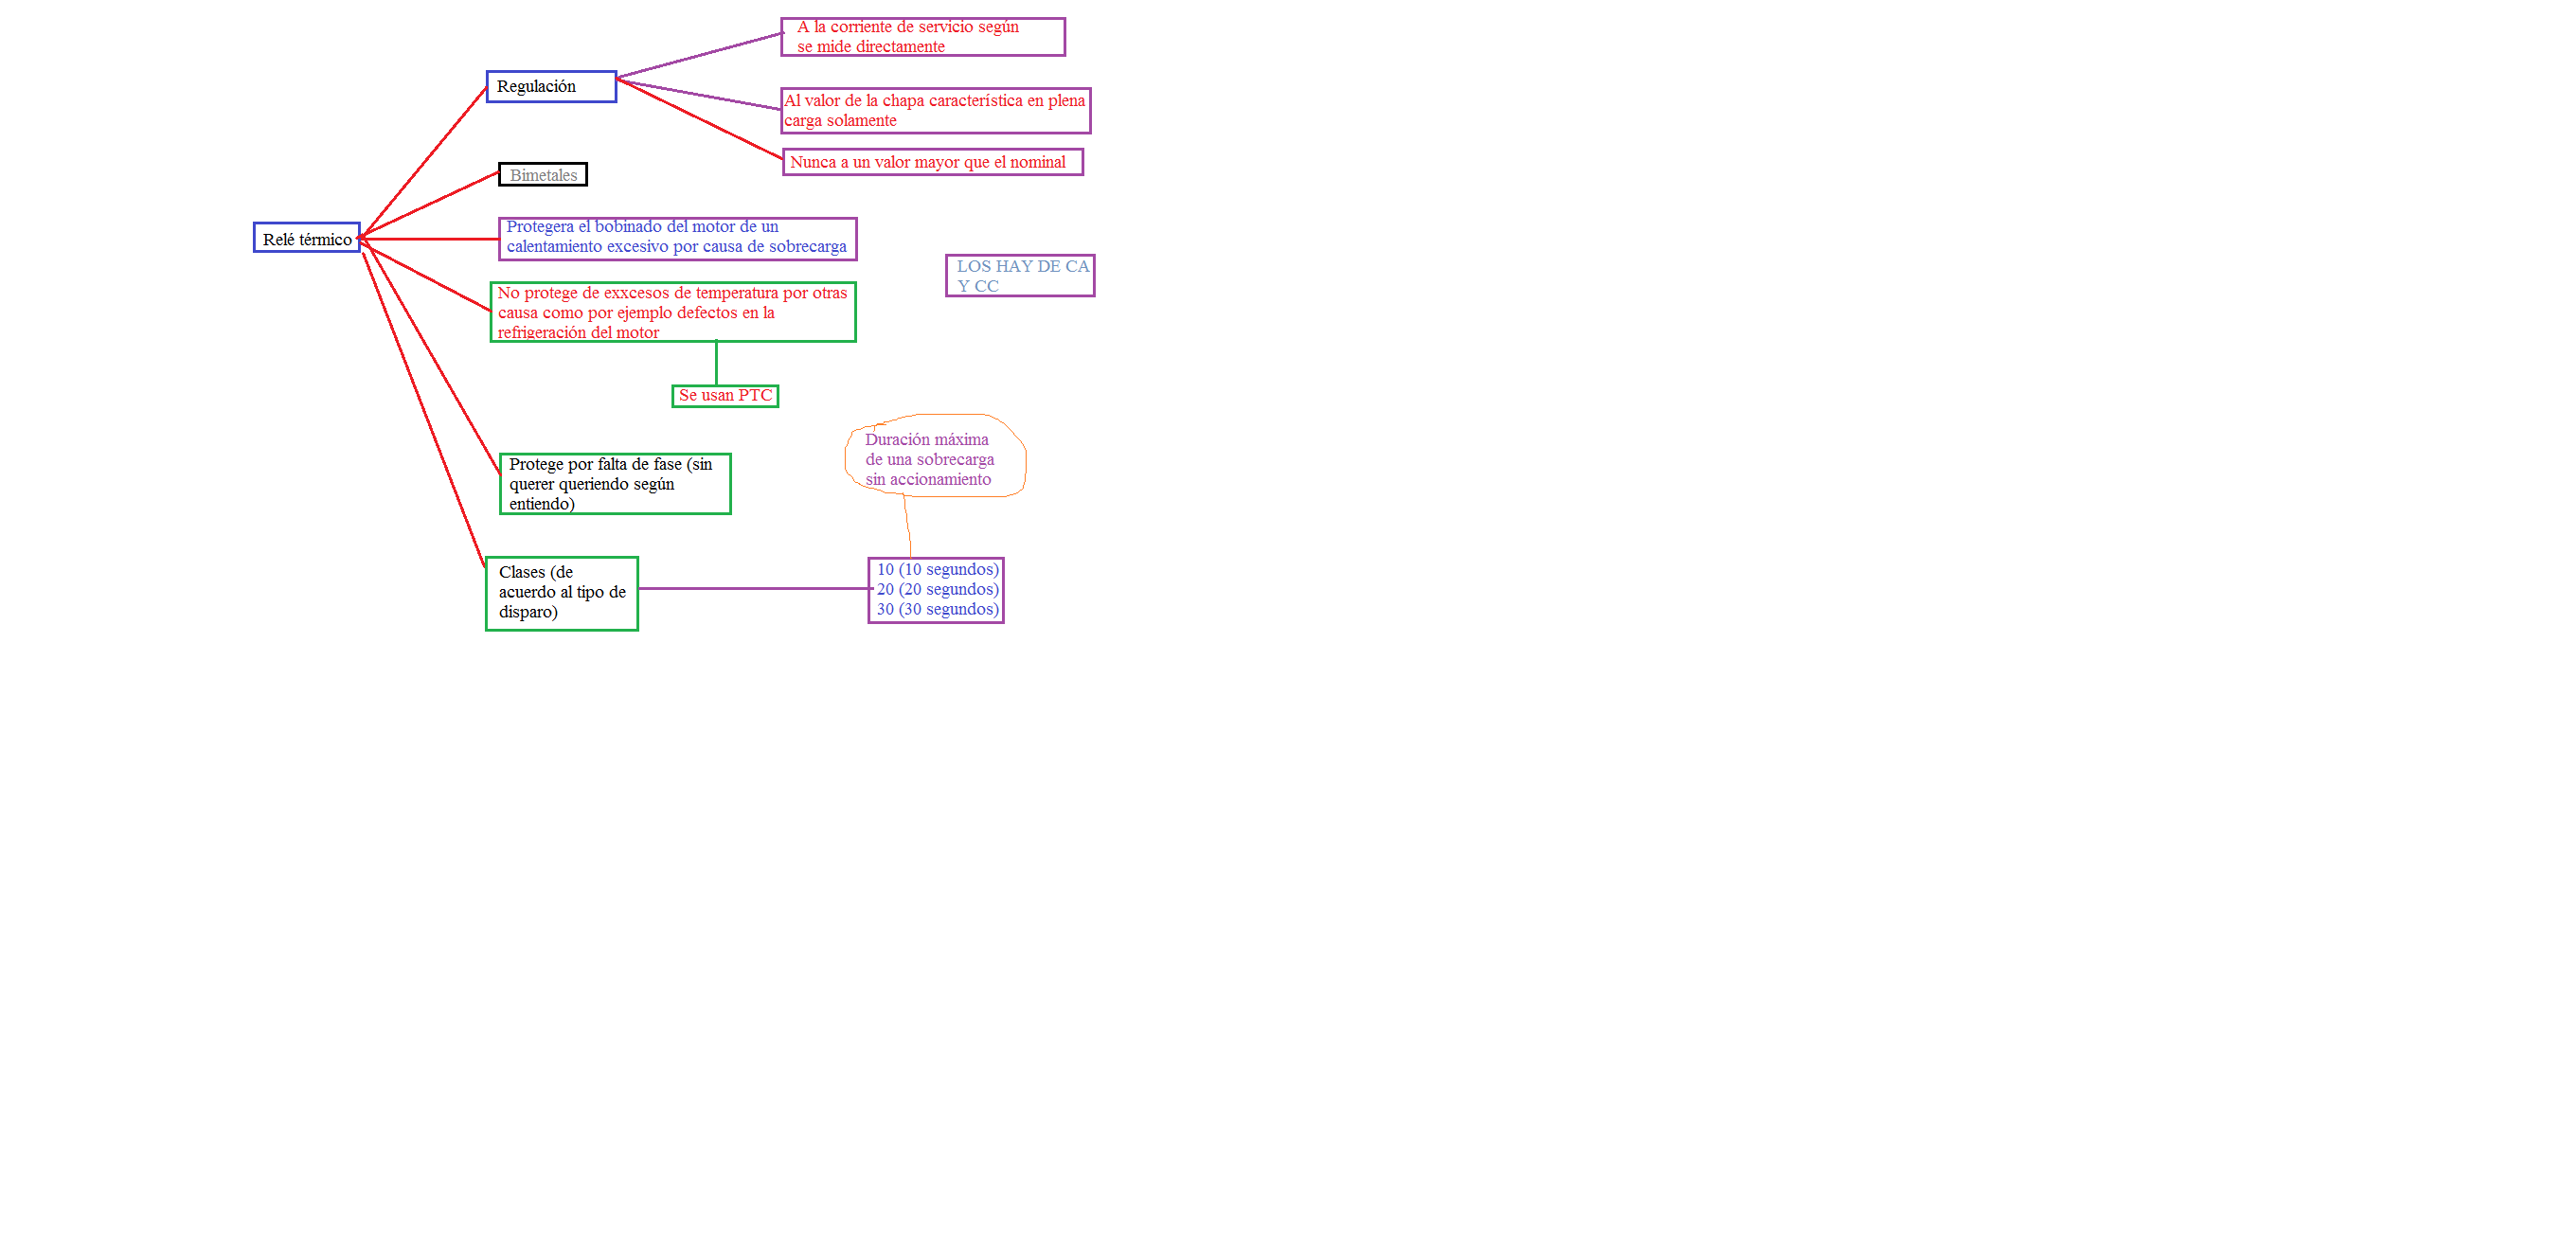 A la corriente de servicio según
se mide directamente
Regulación
Al valor de la chapa característica en plena
carga solamente
Nunca a un valor mayor que el nominal
Bimetales
Relé térmico
Protegera el bobinado del motor de un
calentamiento excesivo por causa de sobrecarga
LOS HAY DE CA
Y CC
No protege de exxcesos de temperatura por otras
causa como por ejemplo defectos en la
refrigeración del motor
Se usan PTC
Duración máxima
de una sobrecarga
sin accionamiento
Protege por falta de fase (sin
querer queriendo según
entiendo)
Clases (de
acuerdo al tipo de
disparo)
10 (10 segundos)
20 (20 segundos)
30 (30 segundos)